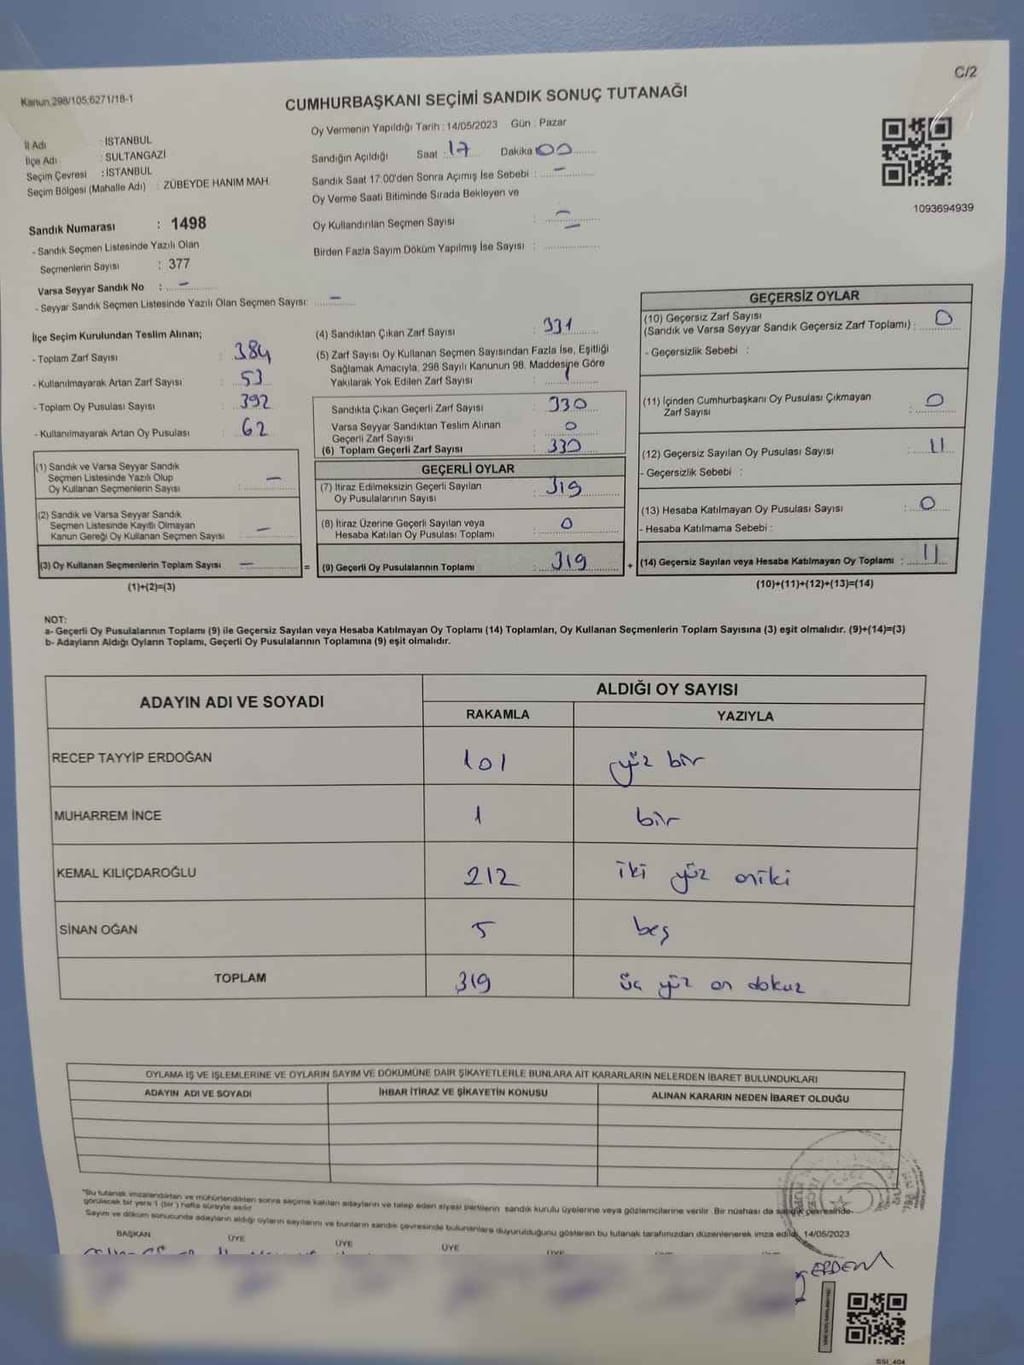 Kanun.298/105;6271/18-1
C/2
CUMHURBAŞKANI SEÇİMİ SANDIK SONUÇ TUTANAĞI
Oy Vermenin Yapıldığı Tarih : 14/05/2023 Gün : Pazar
İl Adı : İSTANBUL
İlçe Adı : SULTANGAZİ
Seçim Çevresi : İSTANBUL
Seçim Bölgesi (Mahalle Adı) : ZÜBEYDE HANIM MAH.
Sandığın Açıldığı Saat : 17 Dakika 00
Sandık Saat 17.00'den Sonra Açımış İse Sebebi : -
Oy Verme Saati Bitiminde Sırada Bekleyen ve
Oy Kullandırılan Seçmen Sayısı : -
Birden Fazla Sayım Döküm Yapılmış İse Sayısı : -
1093694939
Sandık Numarası : 1498
- Sandık Seçmen Listesinde Yazılı Olan
Seçmenlerin Sayısı : 377
Varsa Seyyar Sandık No : -
- Seyyar Sandık Seçmen Listesinde Yazılı Olan Seçmen Sayısı: -
İlçe Seçim Kurulundan Teslim Alınan;
- Toplam Zarf Sayısı : 384
- Kullanılmayarak Artan Zarf Sayısı : 53
- Toplam Oy Pusulası Sayısı : 392
- Kullanılmayarak Artan Oy Pusulası : 62
(1) Sandık ve Varsa Seyyar Sandık
Seçmen Listesinde Yazılı Olup
Oy Kullanan Seçmenlerin Sayısı : -
(2) Sandık ve Varsa Seyyar Sandık
Seçmen Listesinde Kayıtlı Olmayan
Kanun Gereği Oy Kullanan Seçmen Sayısı : -
(3) Oy Kullanan Seçmenlerin Toplam Sayısı : -
(1)+(2)=(3)
(4) Sandıktan Çıkan Zarf Sayısı : 331
(5) Zarf Sayısı Oy Kullanan Seçmen Sayısından Fazla İse, Eşitliği
Sağlamak Amacıyla, 298 Sayılı Kanunun 98. Maddesine Göre
Yakılarak Yok Edilen Zarf Sayısı : 1
Sandıkta Çıkan Geçerli Zarf Sayısı : 330
Varsa Seyyar Sandıktan Teslim Alınan
Geçerli Zarf Sayısı : 0
(6) Toplam Geçerli Zarf Sayısı : 330
GEÇERLİ OYLAR
(7) İtiraz Edilmeksizin Geçerli Sayılan
Oy Pusulalarının Sayısı : 319
(8) İtiraz Üzerine Geçerli Sayılan veya
Hesaba Katılan Oy Pusulası Toplamı : 0
= (9) Geçerli Oy Pusulalarının Toplamı : 319 +
GEÇERSİZ OYLAR
(10) Geçersiz Zarf Sayısı
(Sandık ve Varsa Seyyar Sandık Geçersiz Zarf Toplamı) : 0
- Geçersizlik Sebebi :
(11) İçinden Cumhurbaşkanı Oy Pusulası Çıkmayan
Zarf Sayısı : 0
(12) Geçersiz Sayılan Oy Pusulası Sayısı : 11
- Geçersizlik Sebebi :
(13) Hesaba Katılmayan Oy Pusulası Sayısı : 0
- Hesaba Katılmama Sebebi :
(14) Geçersiz Sayılan veya Hesaba Katılmayan Oy Toplamı : 11
(10)+(11)+(12)+(13)=(14)
NOT:
a- Geçerli Oy Pusulalarının Toplamı (9) ile Geçersiz Sayılan veya Hesaba Katılmayan Oy Toplamı (14) Toplamları, Oy Kullanan Seçmenlerin Toplam Sayısına (3) eşit olmalıdır. (9)+(14)=(3)
b- Adayların Aldığı Oyların Toplamı, Geçerli Oy Pusulalarının Toplamına (9) eşit olmalıdır.
ADAYIN ADI VE SOYADI ALDIĞI OY SAYISI
RAKAMLA YAZIYLA
RECEP TAYYİP ERDOĞAN 101 yüz bir
MUHARREM İNCE 1 bir
KEMAL KILIÇDAROĞLU 212 iki yüz oniki
SİNAN OĞAN 5 beş
TOPLAM 319 üç yüz on dokuz
OYLAMA İŞ VE İŞLEMLERİNE VE OYLARIN SAYIM VE DÖKÜMÜNE DAİR ŞİKAYETLERLE BUNLARA AİT KARARLARIN NELERDEN İBARET BULUNDUKLARI
ADAYIN ADI VE SOYADI İHBAR İTİRAZ VE ŞİKAYETİN KONUSU ALINAN KARARIN NEDEN İBARET OLDUĞU
"Bu tutanak imzalandıktan ve mühürlendikten sonra seçime katılan adayların ve talep eden siyasi partilerin sandık kurulu üyelerine veya gözlemcilerine verilir. Bir nüshası da sandık çevresinde
görülecek bir yere 1 (bir) hafta süreyle asılır.
Sayım ve döküm sonucunda adayların aldığı oyların sayılarını ve bunların sandık çevresinde bulunanlara duyurulduğunu gösteren bu tutanak tarafımızdan düzenlenerek imza edildi. 14/05/2023
BAŞKAN ÜYE ÜYE ÜYE
ERDEM